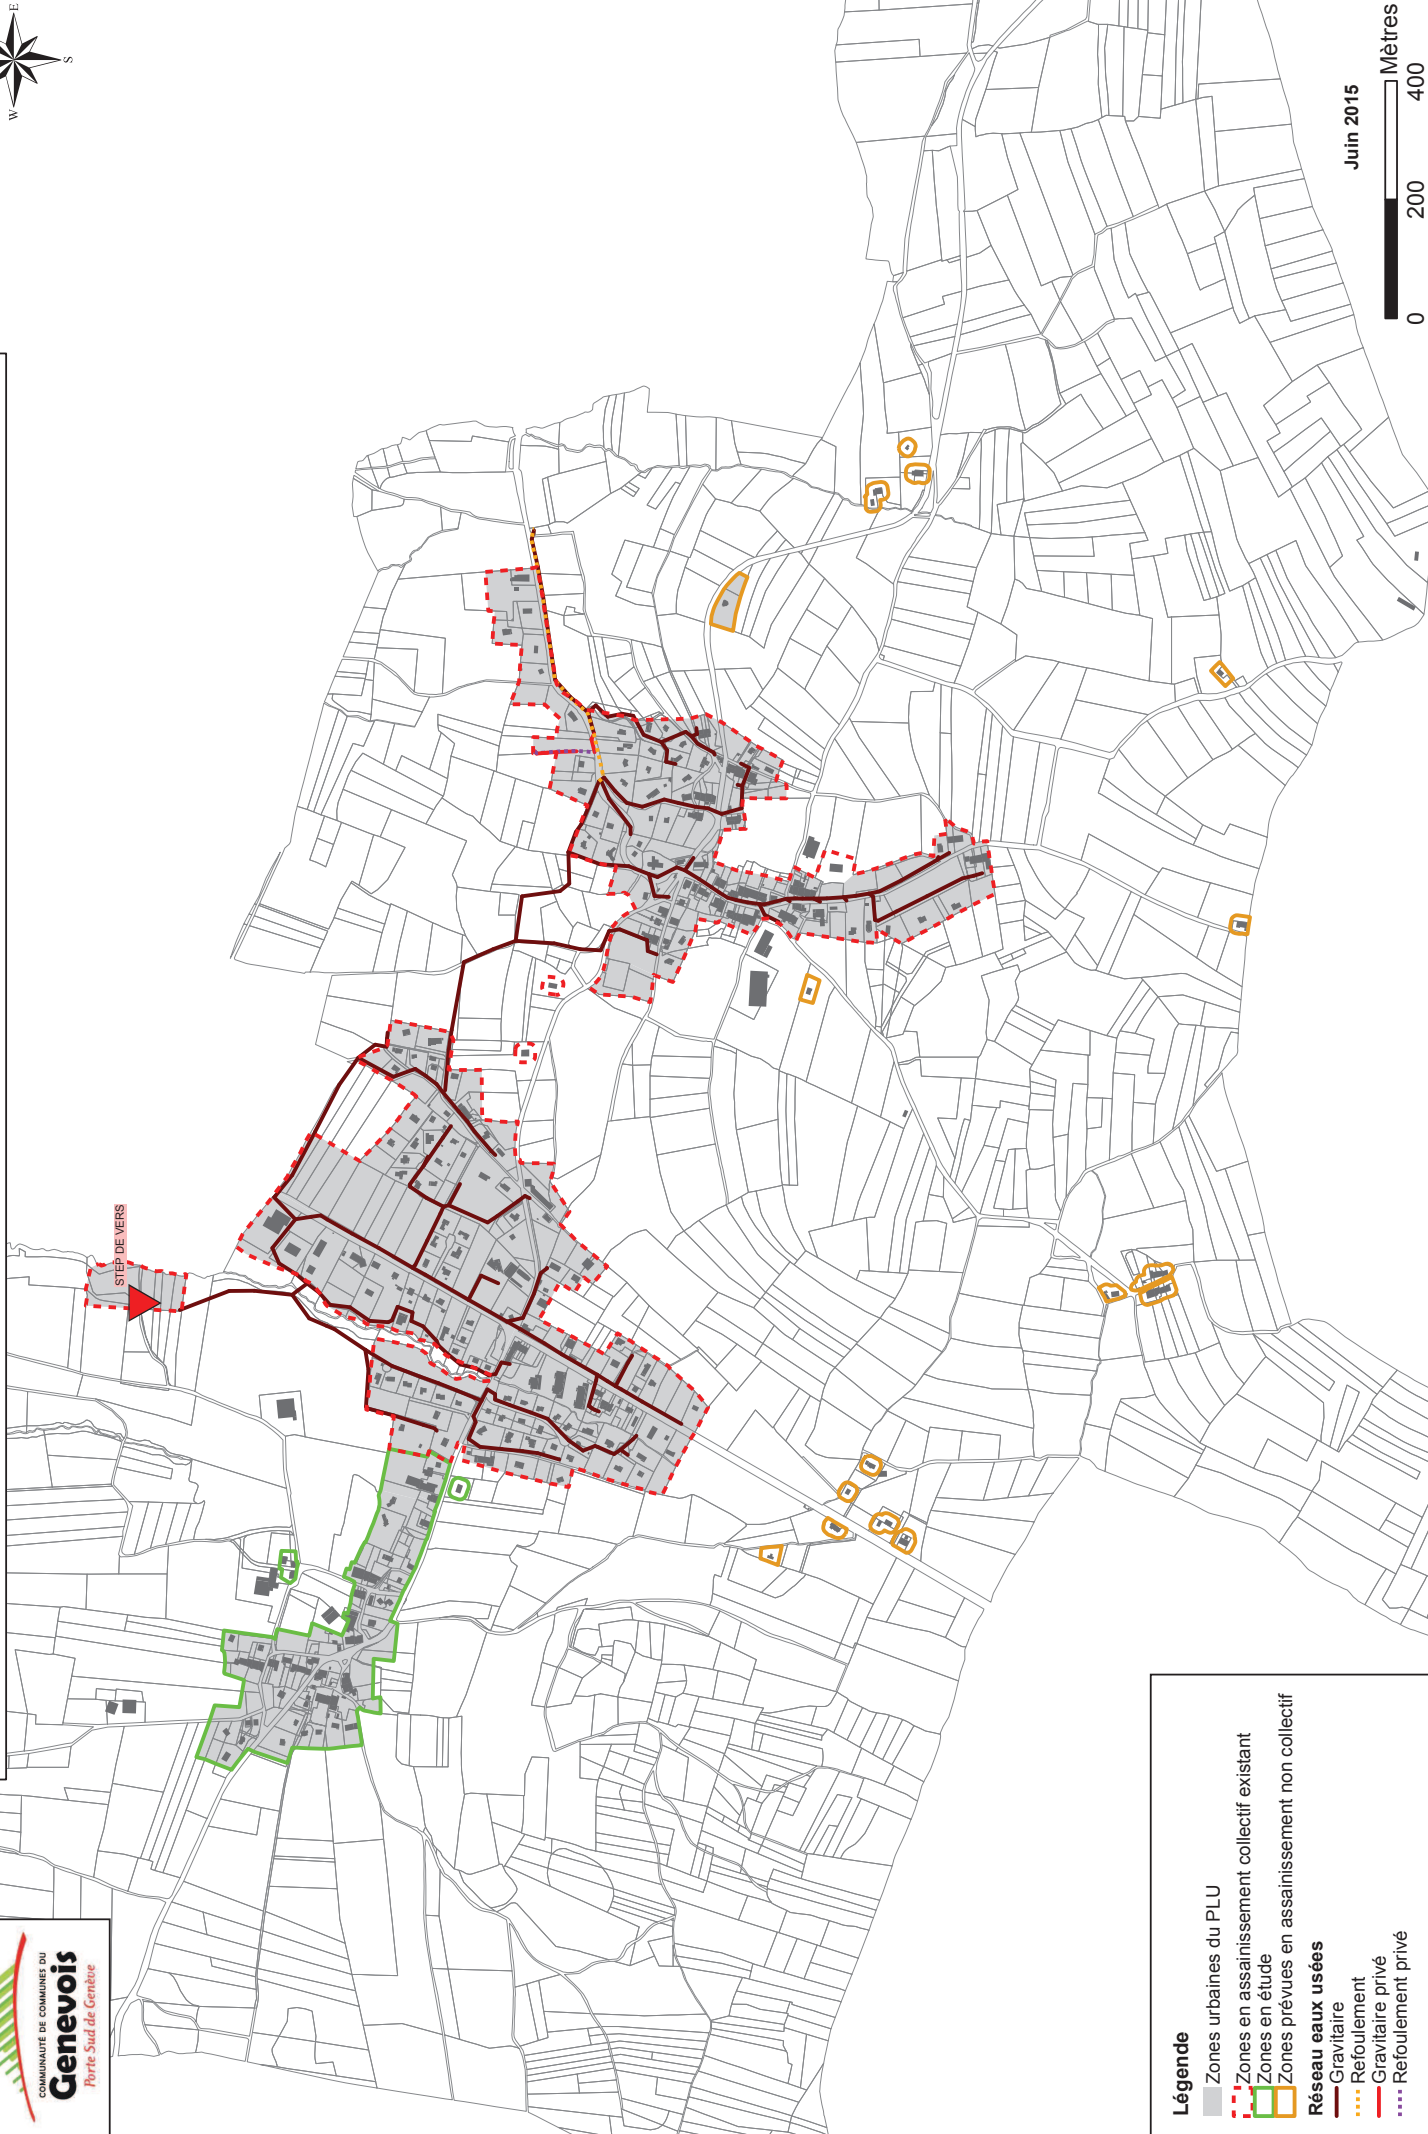 COMMUNAUTÉ DE COMMUNES DU
Genevois
Porte Sud de Genève
W
E
S
STEP DE VERS
Juin 2015
0
200
400
Mètres
Légende
Zones urbaines du PLU
Zones en assainissement collectif existant
Zones en étude
Zones prévues en assainissement non collectif
Réseau eaux usées
Gravitaire
Refoulement
Gravitaire privé
Refoulement privé